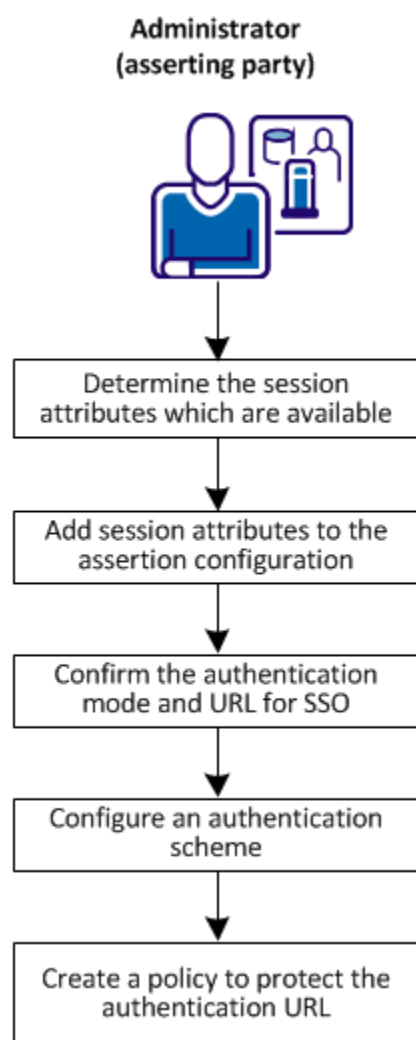 Administrator
(asserting party)
Determine the session
attributes which are available
Add session attributes to the
assertion configuration
Confirm the authentication
mode and URL for SSO
Configure an authentication
scheme
Create a policy to protect the
authentication URL